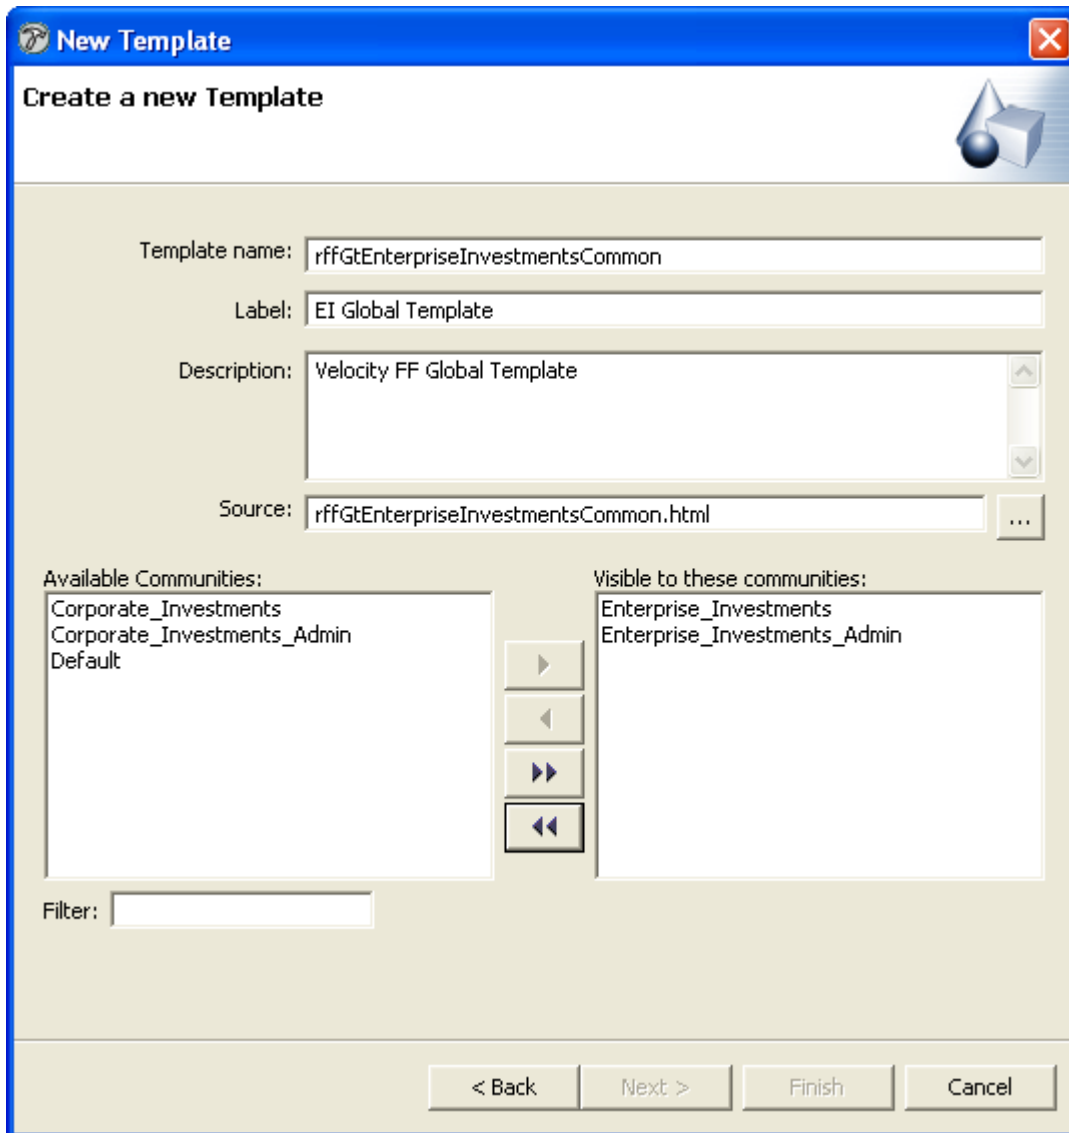 New Template
Create a new Template
Template name: rffGtEnterpriseInvestmentsCommon
Label: EI Global Template
Description: Velocity FF Global Template
Source: rffGtEnterpriseInvestmentsCommon.html ...
Available Communities:
Corporate_Investments
Corporate_Investments_Admin
Default
Visible to these communities:
Enterprise_Investments
Enterprise_Investments_Admin
Filter:
< Back Next > Finish Cancel